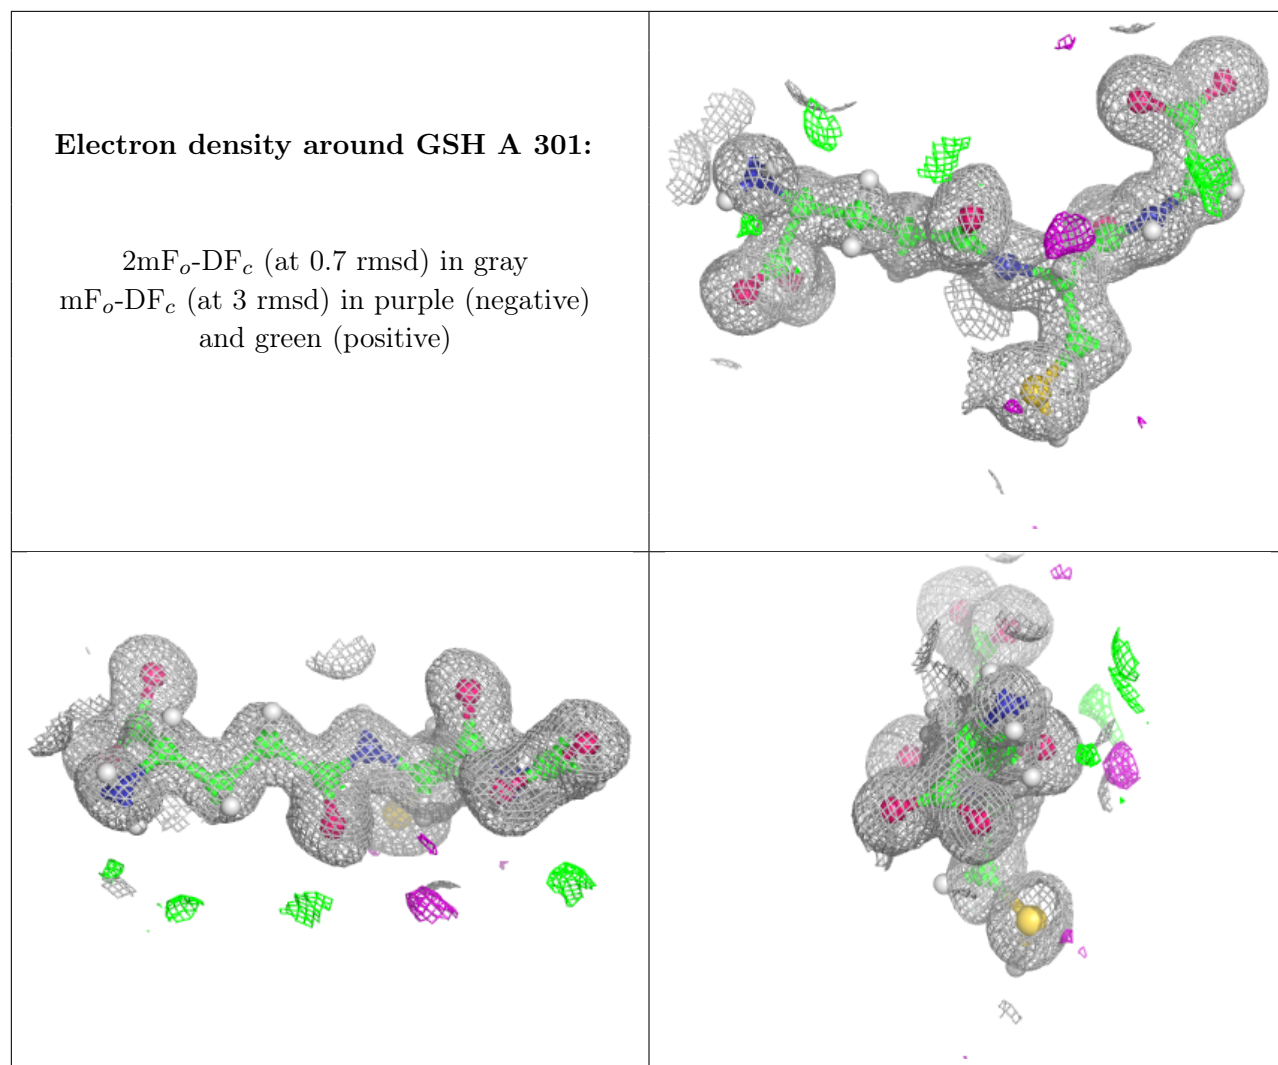 Electron density around GSH A 301:
2mFo-DFc (at 0.7 rmsd) in gray
mFo-DFc (at 3 rmsd) in purple (negative)
and green (positive)